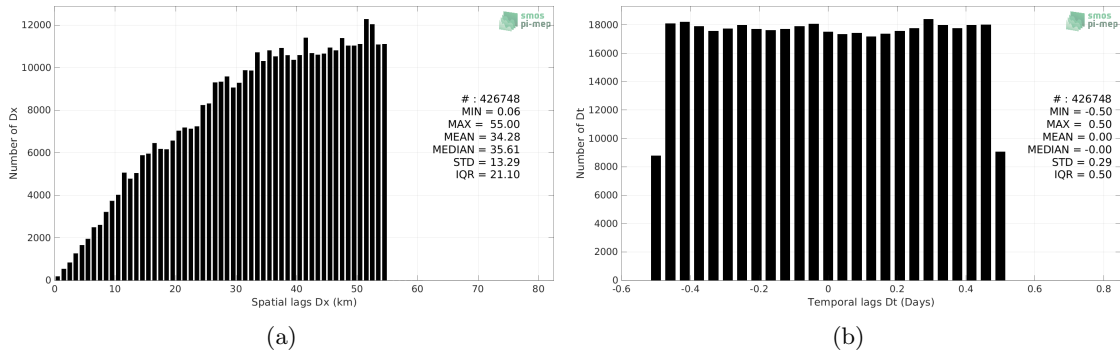 12000
10000
8000
6000
4000
2000
0
Number of Dx
0 10 20 30 40 50 60 70 80
Spatial lags Dx (km)
smos
pi-mep
# : 426748
MIN = 0.06
MAX = 55.00
MEAN = 34.28
MEDIAN = 35.61
STD = 13.29
IQR = 21.10
(a)
18000
16000
14000
12000
10000
8000
6000
4000
2000
0
Number of Dt
-0.6 -0.4 -0.2 0 0.2 0.4 0.6 0.8
Temporal lags Dt (Days)
smos
pi-mep
# : 426748
MIN = -0.50
MAX = 0.50
MEAN = 0.00
MEDIAN = -0.00
STD = 0.29
IQR = 0.50
(b)